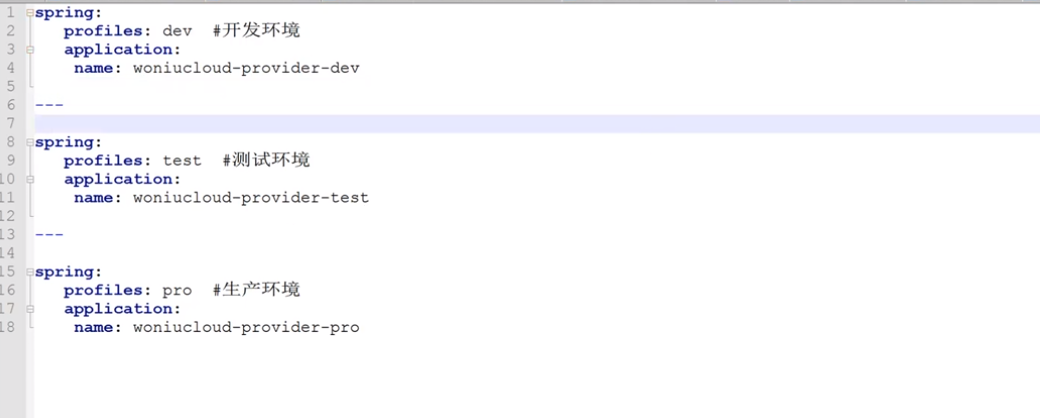 1 spring:
2 profiles: dev #开发环境
3 application:
4 name: woniucloud-provider-dev
5
6 ---
7
8 spring:
9 profiles: test #测试环境
10 application:
11 name: woniucloud-provider-test
12
13 ---
14
15 spring:
16 profiles: pro #生产环境
17 application:
18 name: woniucloud-provider-pro